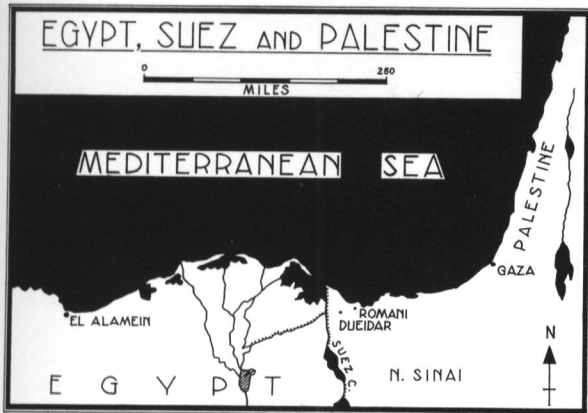 EGYPT, SUEZ AND PALESTINE
0 250
MILES
MEDITERRANEAN SEA
PALESTINE
GAZA
EL ALAMEIN
ROMANI
DUEIDAR
SUEZ C.
N
N. SINAI
EGYPT